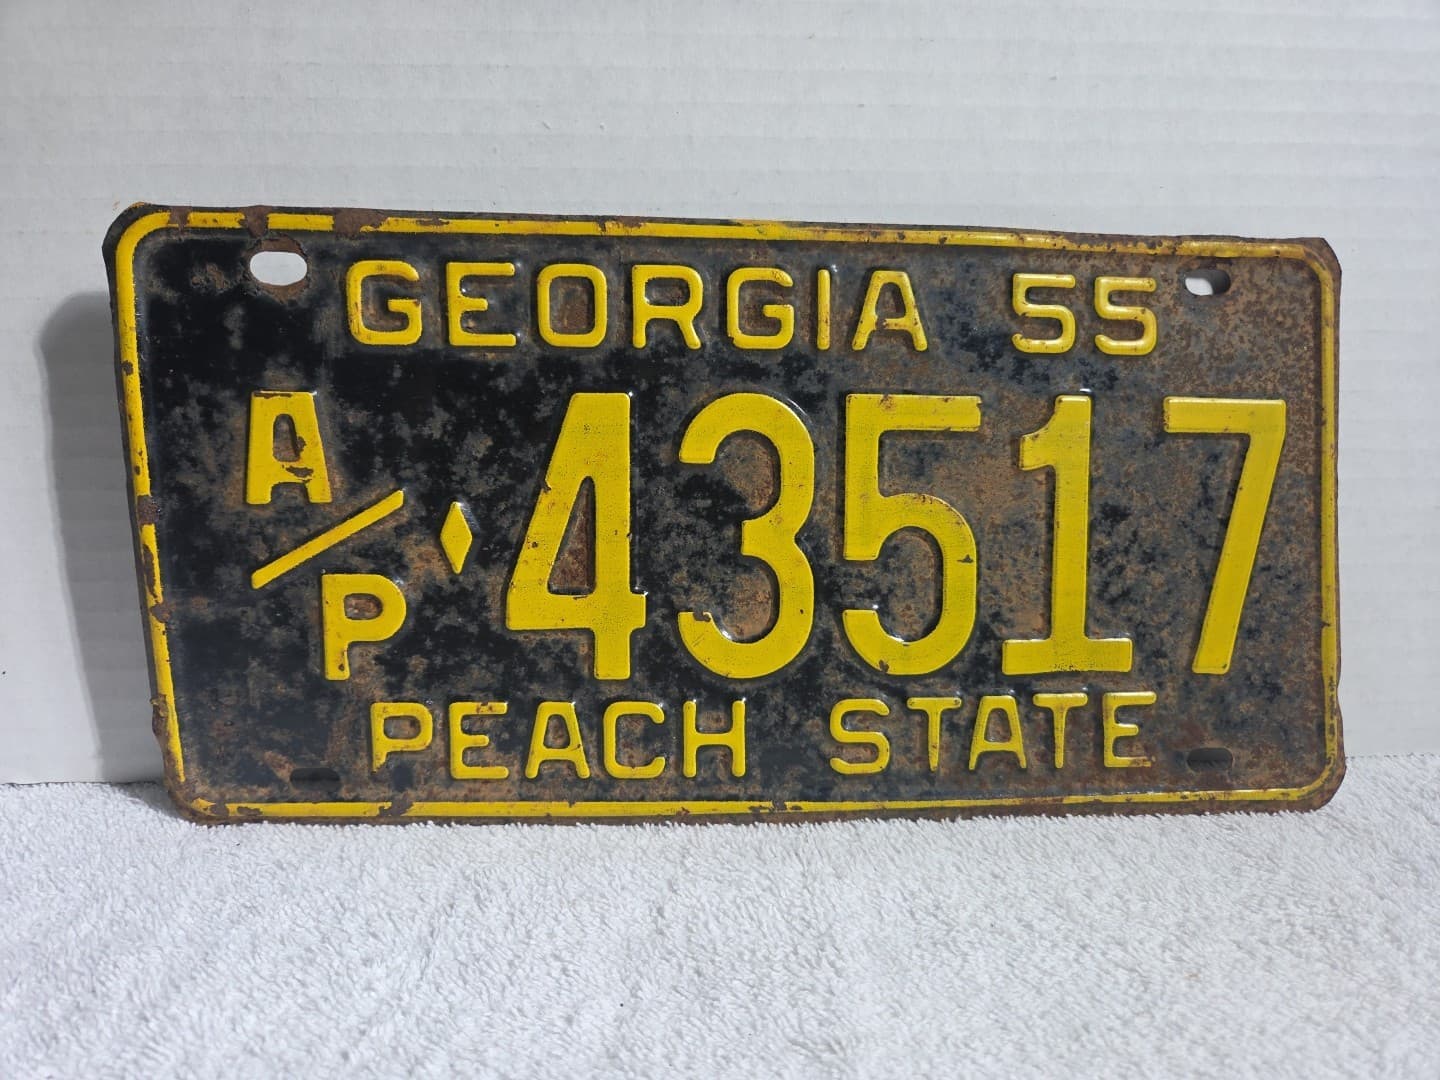 GEORGIA 55
A/P ♦ 43517
PEACH STATE